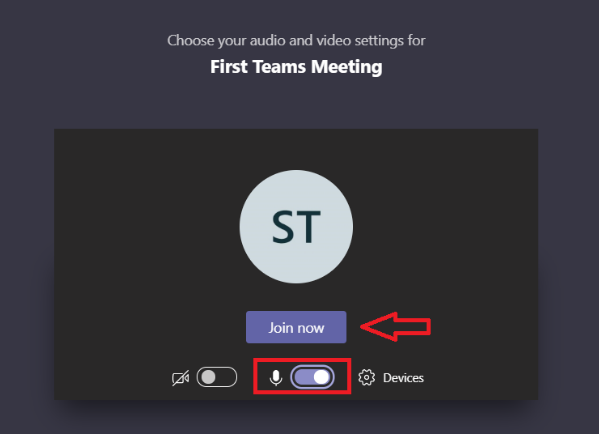 Choose your audio and video settings for
First Teams Meeting
ST
Join now
Devices